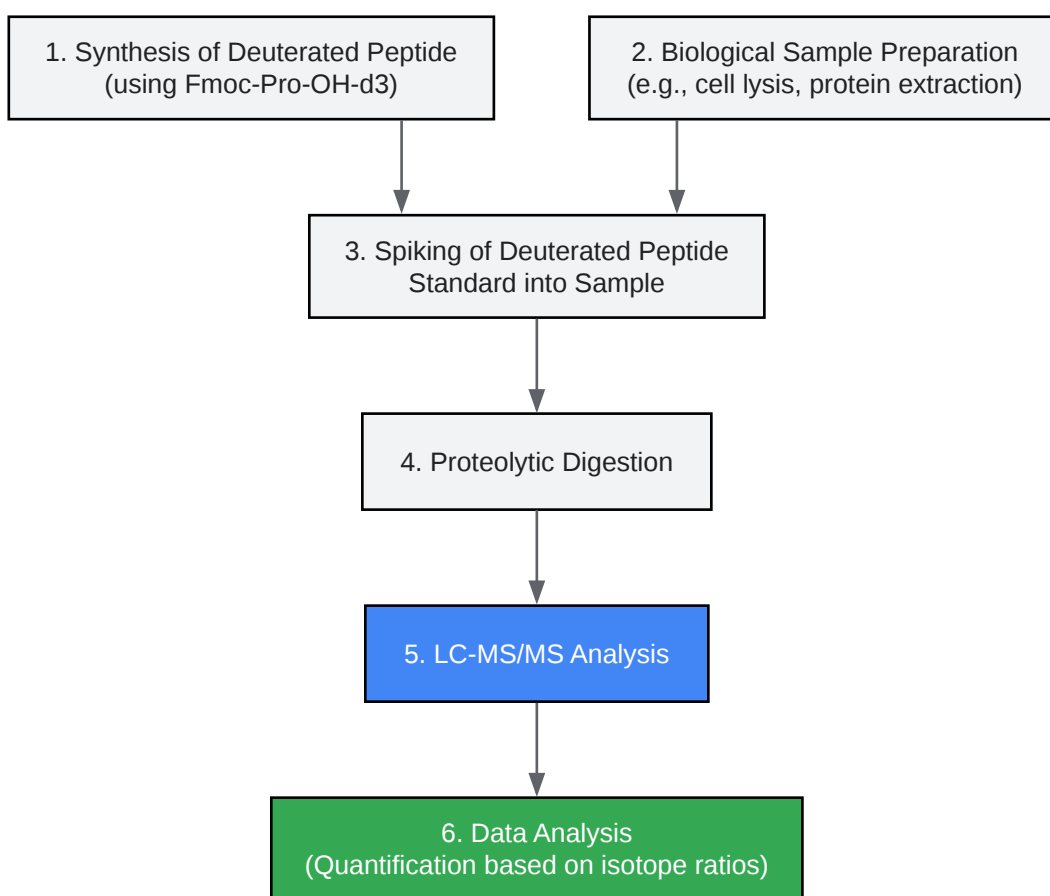 1. Synthesis of Deuterated Peptide
(using Fmoc-Pro-OH-d3)
2. Biological Sample Preparation
(e.g., cell lysis, protein extraction)
3. Spiking of Deuterated Peptide
Standard into Sample
4. Proteolytic Digestion
5. LC-MS/MS Analysis
6. Data Analysis
(Quantification based on isotope ratios)